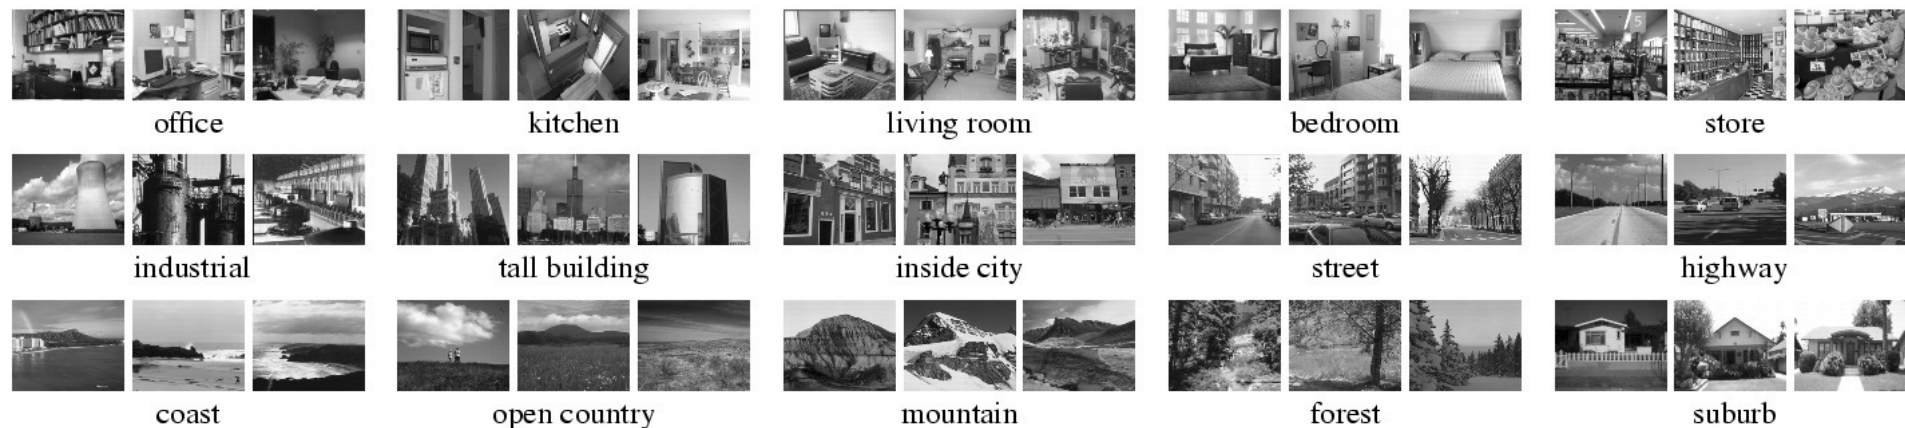 office kitchen living room bedroom store
industrial tall building inside city street highway
coast open country mountain forest suburb